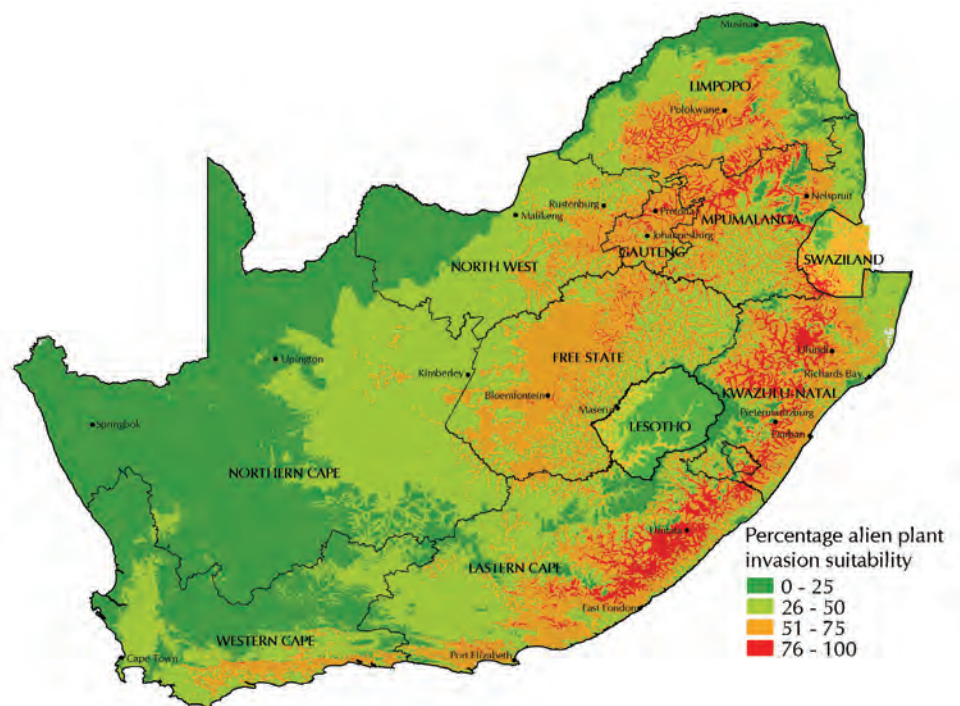 Musina
LIMPOPO
Polokwane
Nelspruit
Rustenburg
Malikeng
Pretoria
MPUMALANGA
Johannesburg
GAUTENG
SWAZILAND
NORTH WEST
Upington
Kimberley
FREE STATE
Ulundi
Richards Bay
Bloemfontein
KWAZULU-NATAL
Maseru
Pietermaritzburg
LESOTHO
Durban
Springbok
NORTHERN CAPE
Umtata
EASTERN CAPE
East London
WESTERN CAPE
Port Elizabeth
Cape Town
Percentage alien plant
invasion suitability
0 - 25
26 - 50
51 - 75
76 - 100